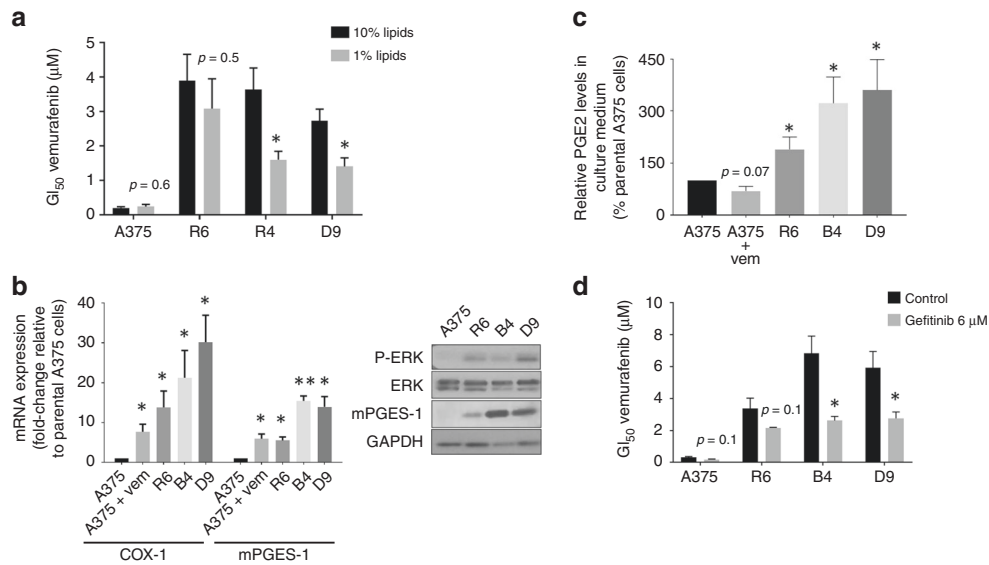 a
GI50 vemurafenib (μM)
5
4
3
2
1
0
10% lipids
1% lipids
p = 0.6
p = 0.5
*
*
A375
R6
R4
D9
b
mRNA expression
(fold-change relative
to parental A375 cells)
40
30
20
10
0
*
*
*
*
*
*
**
*
A375
A375 + vem
R6
B4
D9
A375
A375 + vem
R6
B4
D9
COX-1
mPGES-1
A375
R6
B4
D9
P-ERK
ERK
mPGES-1
GAPDH
c
Relative PGE2 levels in
culture medium
(% parental A375 cells)
450
300
150
0
p = 0.07
*
*
*
A375
A375
+
vem
R6
B4
D9
d
GI50 vemurafenib (μM)
10
8
6
4
2
0
Control
Gefitinib 6 μM
p = 0.1
p = 0.1
*
*
A375
R6
B4
D9